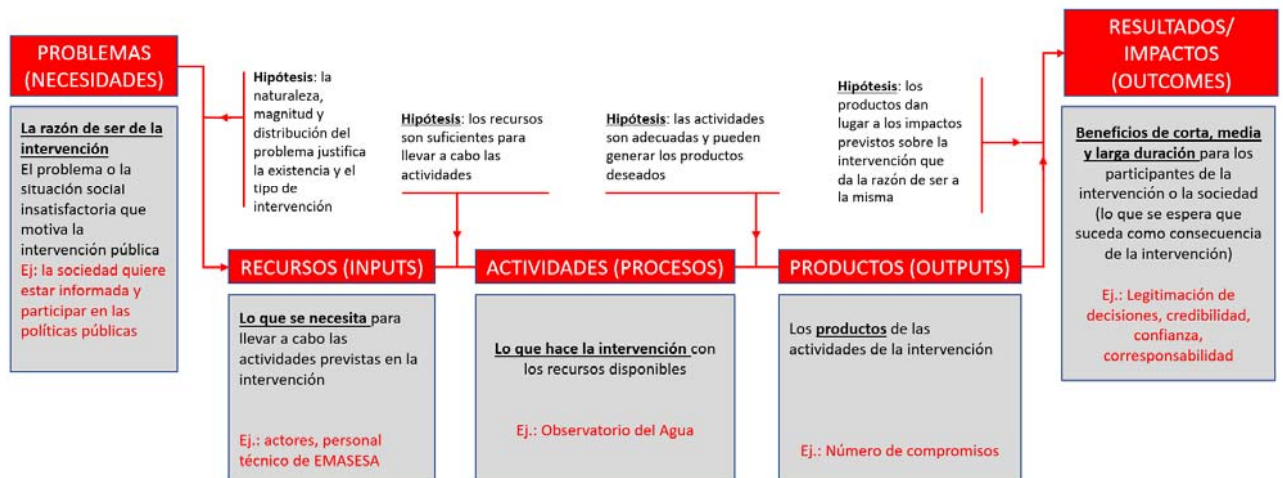 PROBLEMAS
(NECESIDADES)
La razón de ser de la
intervención
El problema o la
situación social
insatisfactoria que
motiva la
intervención pública
Ej: la sociedad quiere
estar informada y
participar en las
políticas públicas
Hipótesis: la
naturaleza,
magnitud y
distribución del
problema justifica
la existencia y el
tipo de
intervención
RECURSOS (INPUTS)
Lo que se necesita para
llevar a cabo las
actividades previstas en la
intervención
Ej.: actores, personal
técnico de EMASESA
Hipótesis: los recursos
son suficientes para
llevar a cabo las
actividades
ACTIVIDADES (PROCESOS)
Lo que hace la intervención con
los recursos disponibles
Ej.: Observatorio del Agua
Hipótesis: las actividades
son adecuadas y pueden
generar los productos
deseados
PRODUCTOS (OUTPUTS)
Los productos de las
actividades de la intervención
Ej.: Número de compromisos
Hipótesis: los
productos dan
lugar a los impactos
previstos sobre la
intervención que
da la razón de ser a
la misma
RESULTADOS/
IMPACTOS
(OUTCOMES)
Beneficios de corta, media
y larga duración para los
participantes de la
intervención o la sociedad
(lo que se espera que
suceda como consecuencia
de la intervención)
Ej.: Legitimación de
decisiones, credibilidad,
confianza,
corresponsabilidad